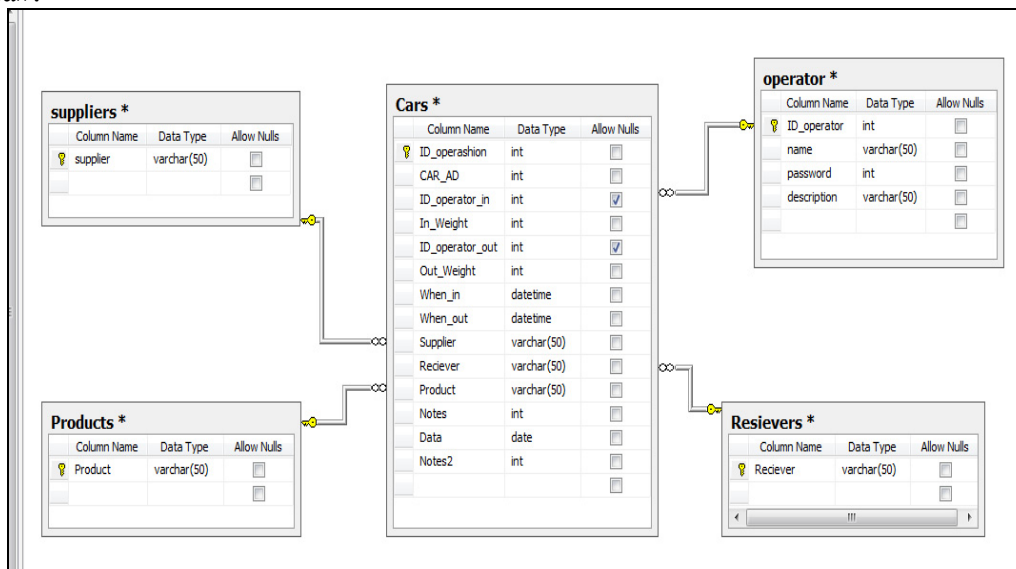 suppliers *
Column Name Data Type Allow Nulls
supplier varchar(50)
Cars *
Column Name Data Type Allow Nulls
ID_operashion int
CAR_AD int
ID_operator_in int
In_Weight int
ID_operator_out int
Out_Weight int
When_in datetime
When_out datetime
Supplier varchar(50)
Reciever varchar(50)
Product varchar(50)
Notes int
Data date
Notes2 int
operator *
Column Name Data Type Allow Nulls
ID_operator int
name varchar(50)
password int
description varchar(50)
Products *
Column Name Data Type Allow Nulls
Product varchar(50)
Resievers *
Column Name Data Type Allow Nulls
Reciever varchar(50)